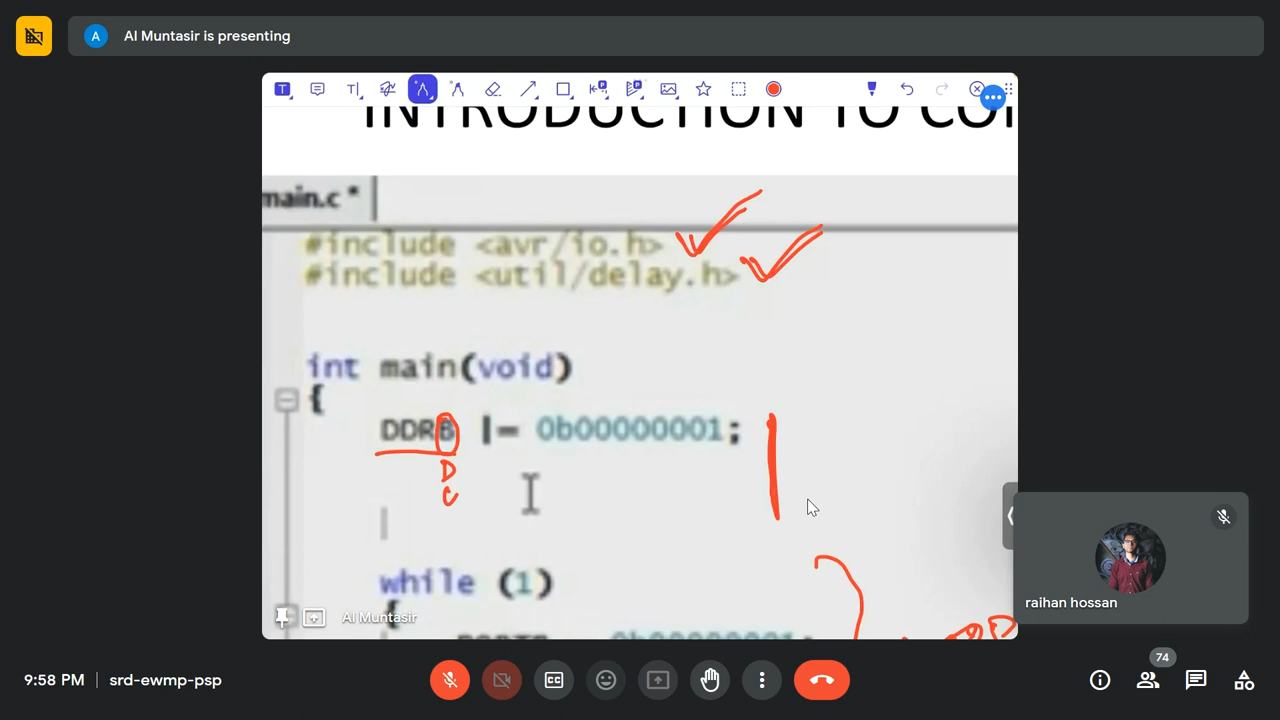 A Al Muntasir is presenting
INTRODUCTION TO
main.c *
#include <avr/io.h>
#include <util/delay.h>
int main(void)
{
DDRB |= 0b00000001;
D
C
while (1)
{
Al Muntasir
raihan hossan
9:58 PM | srd-ewmp-psp
74